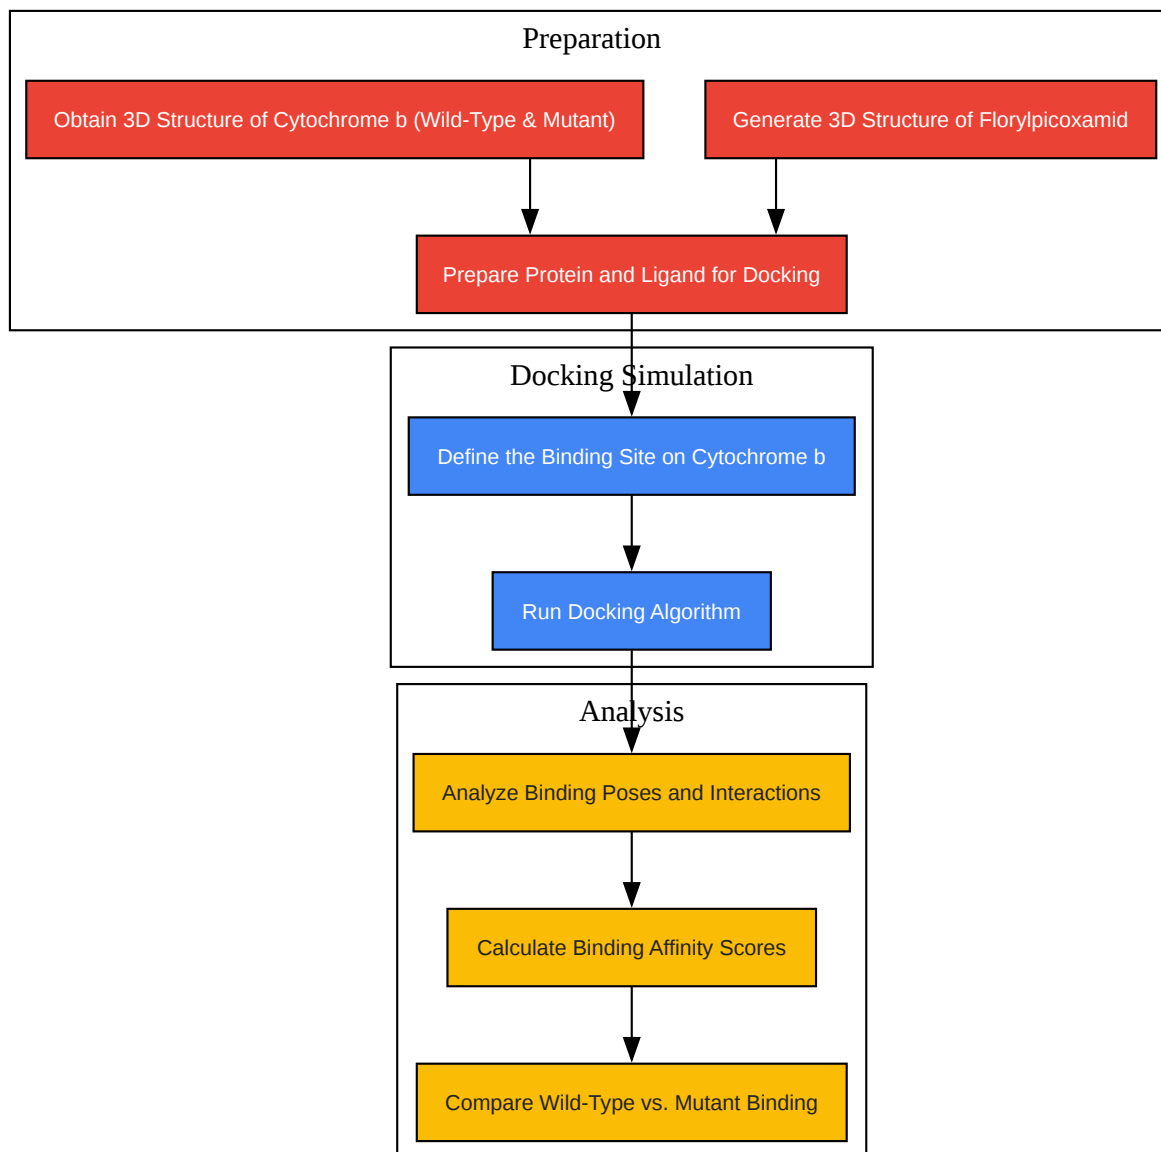 Preparation
Obtain 3D Structure of Cytochrome b (Wild-Type & Mutant)
Generate 3D Structure of Florylpicoxamid
Prepare Protein and Ligand for Docking
Docking Simulation
Define the Binding Site on Cytochrome b
Run Docking Algorithm
Analysis
Analyze Binding Poses and Interactions
Calculate Binding Affinity Scores
Compare Wild-Type vs. Mutant Binding